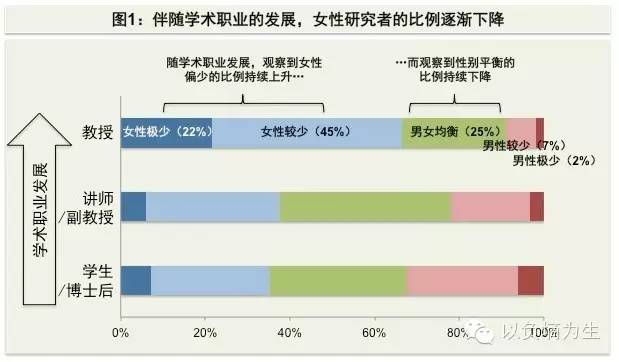 图1：伴随学术职业的发展，女性研究者的比例逐渐下降
随学术职业发展，观察到女性
偏少的比例持续上升…
…而观察到性别平衡的
比例持续下降
学术职业发展
教授
女性极少（22%）
女性较少（45%）
男女均衡（25%）
男性较少（7%）
男性极少（2%）
讲师
/副教授
学生
/博士后
0%
20%
40%
60%
80%
100%
以负熵为生